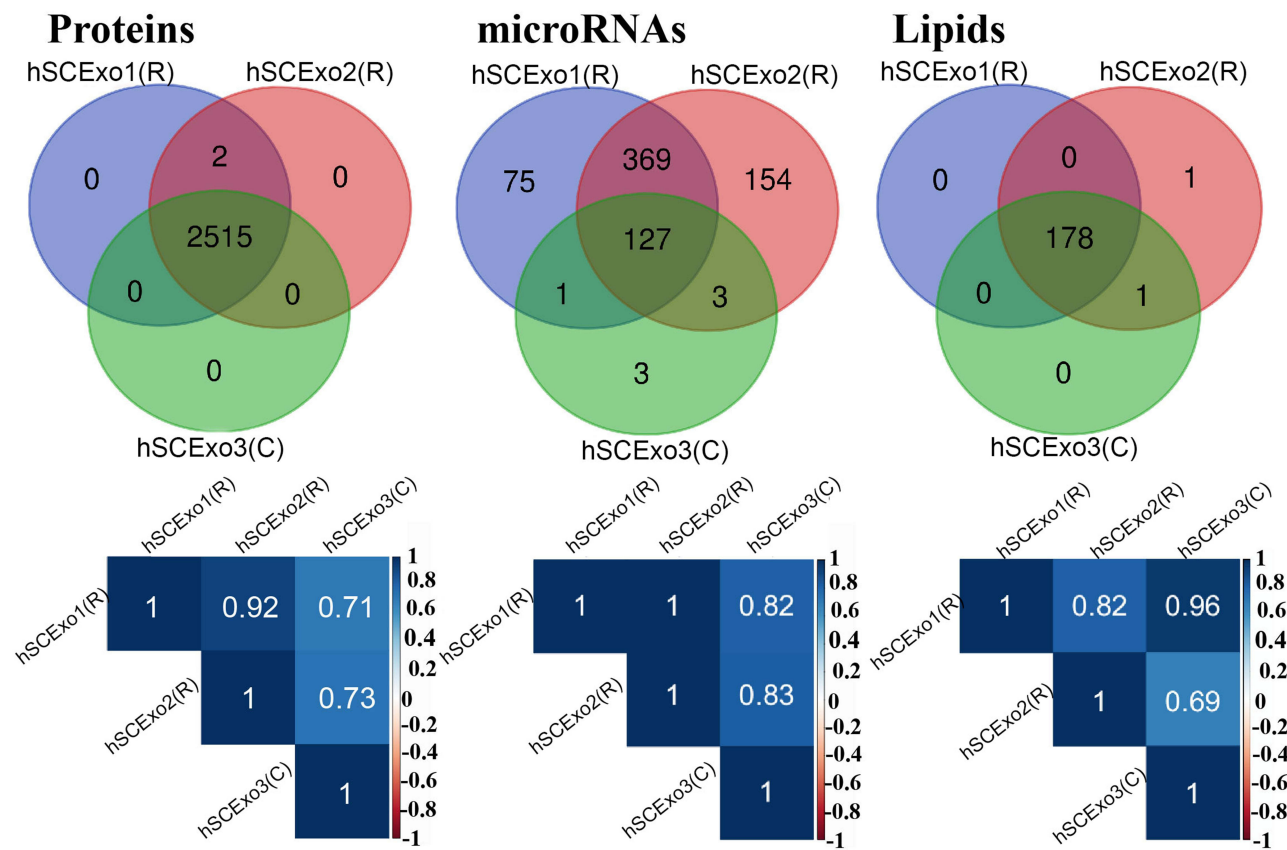 Proteins
microRNAs
Lipids
hSCExo1(R)
hSCExo2(R)
0
2
0
2515
0
0
0
hSCExo3(C)
hSCExo1(R)
hSCExo2(R)
75
369
154
127
1
3
3
hSCExo3(C)
hSCExo1(R)
hSCExo2(R)
0
0
1
178
0
1
0
hSCExo3(C)
hSCExo1(R)
hSCExo2(R)
hSCExo3(C)
hSCExo1(R)
1
0.92
0.71
hSCExo2(R)
1
0.73
hSCExo3(C)
1
1
0.8
0.6
0.4
0.2
0
-0.2
-0.4
-0.6
-0.8
-1
hSCExo1(R)
hSCExo2(R)
hSCExo3(C)
hSCExo1(R)
1
1
0.82
hSCExo2(R)
1
0.83
hSCExo3(C)
1
1
0.8
0.6
0.4
0.2
0
-0.2
-0.4
-0.6
-0.8
-1
hSCExo1(R)
hSCExo2(R)
hSCExo3(C)
hSCExo1(R)
1
0.82
0.96
hSCExo2(R)
1
0.69
hSCExo3(C)
1
1
0.8
0.6
0.4
0.2
0
-0.2
-0.4
-0.6
-0.8
-1